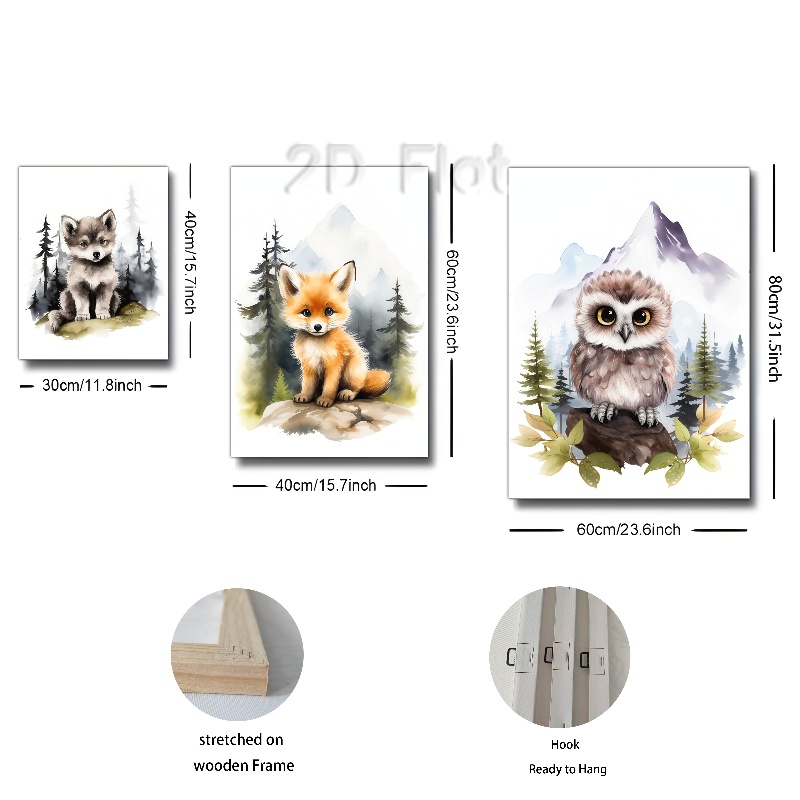 2D Flat
40cm/15.7inch
60cm/23.6inch
80cm/31.5inch
30cm/11.8inch
40cm/15.7inch
60cm/23.6inch
stretched on
wooden Frame
Hook
Ready to Hang